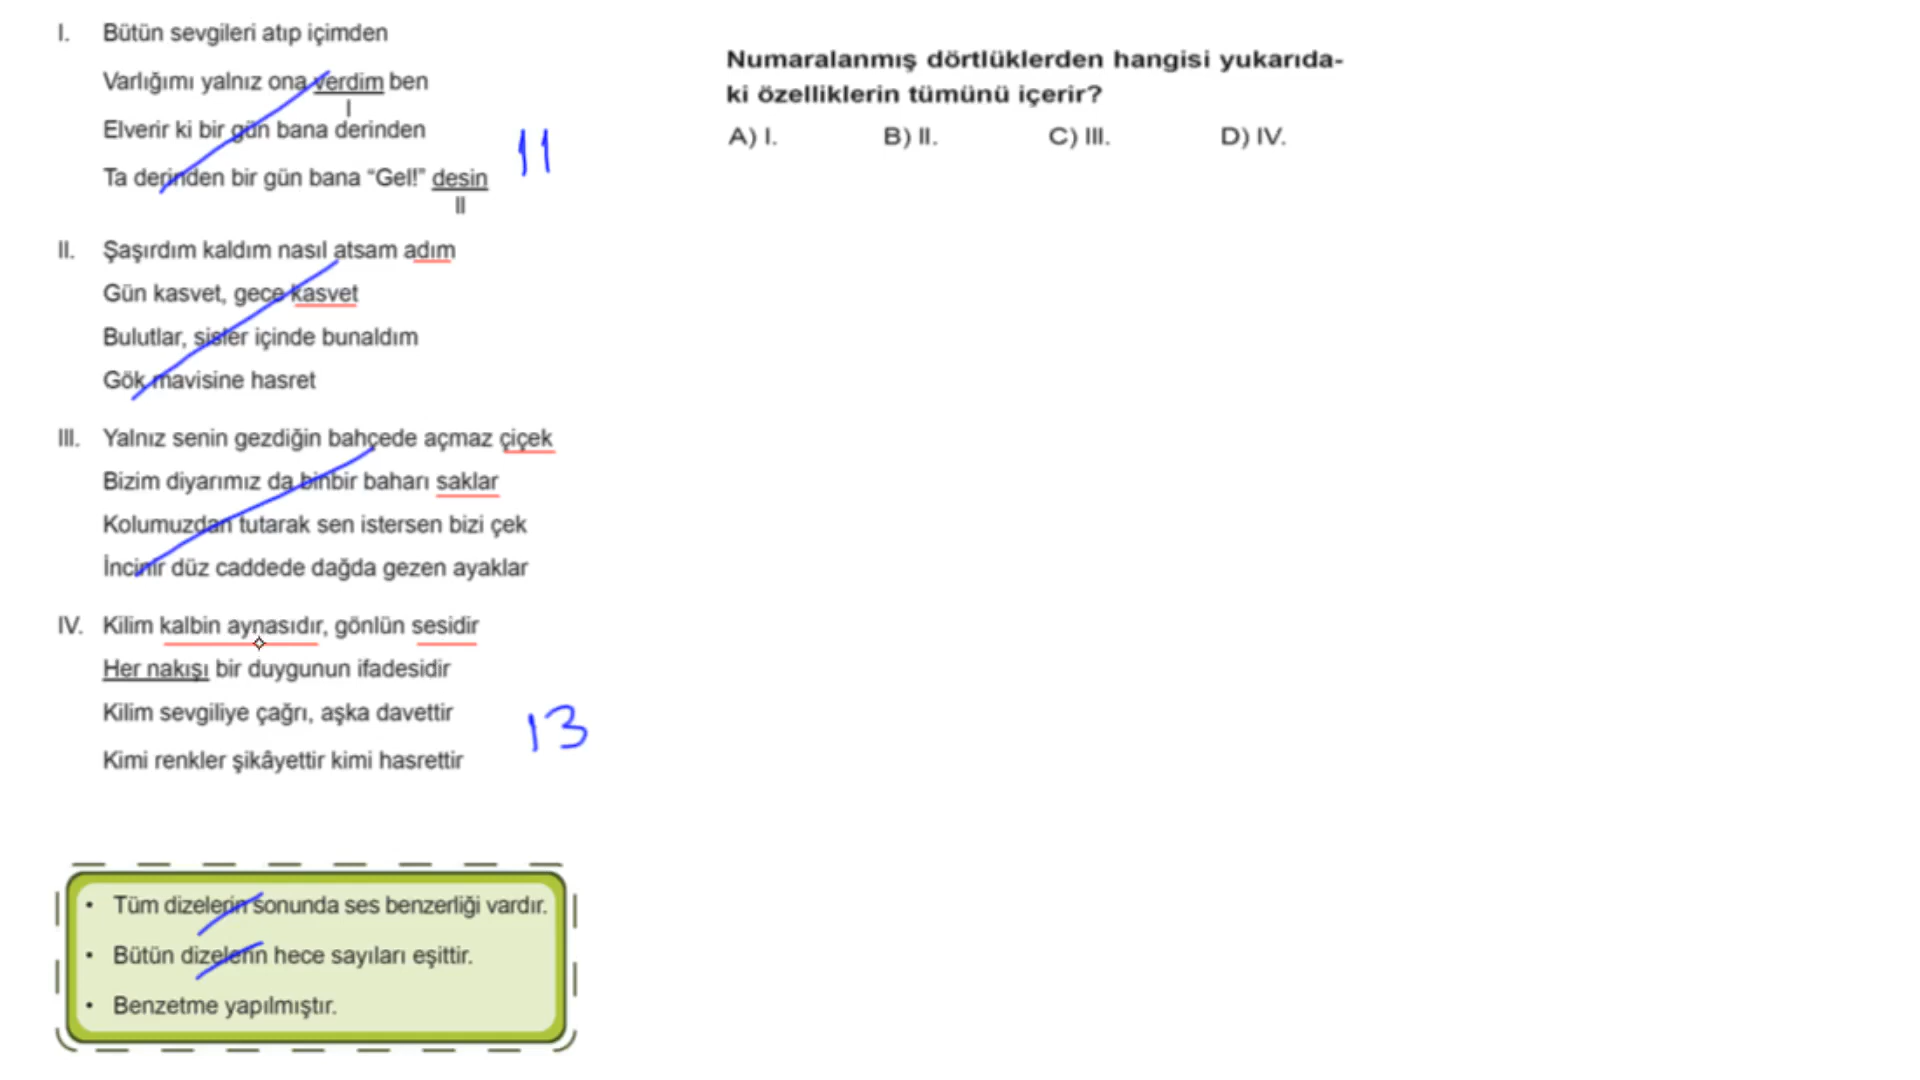 I. Bütün sevgileri atıp içimden
Varlığımı yalnız ona verdim ben
I
Elverir ki bir gün bana derinden
Ta derinden bir gün bana “Gel!” desin
II
11
II. Şaşırdım kaldım nasıl atsam adım
Gün kasvet, gece kasvet
Bulutlar, sisler içinde bunaldım
Gök mavisine hasret
III. Yalnız senin gezdiğin bahçede açmaz çiçek
Bizim diyarımız da binbir baharı saklar
Kolumuzdan tutarak sen istersen bizi çek
İncinir düz caddede dağda gezen ayaklar
IV. Kilim kalbin aynasıdır, gönlün sesidir
Her nakışı bir duygunun ifadesidir
Kilim sevgiliye çağrı, aşka davettir
Kimi renkler şikâyettir kimi hasrettir
13
• Tüm dizelerin sonunda ses benzerliği vardır.
• Bütün dizelerin hece sayıları eşittir.
• Benzetme yapılmıştır.
Numaralanmış dörtlüklerden hangisi yukarıda-
ki özelliklerin tümünü içerir?
A) I. B) II. C) III. D) IV.